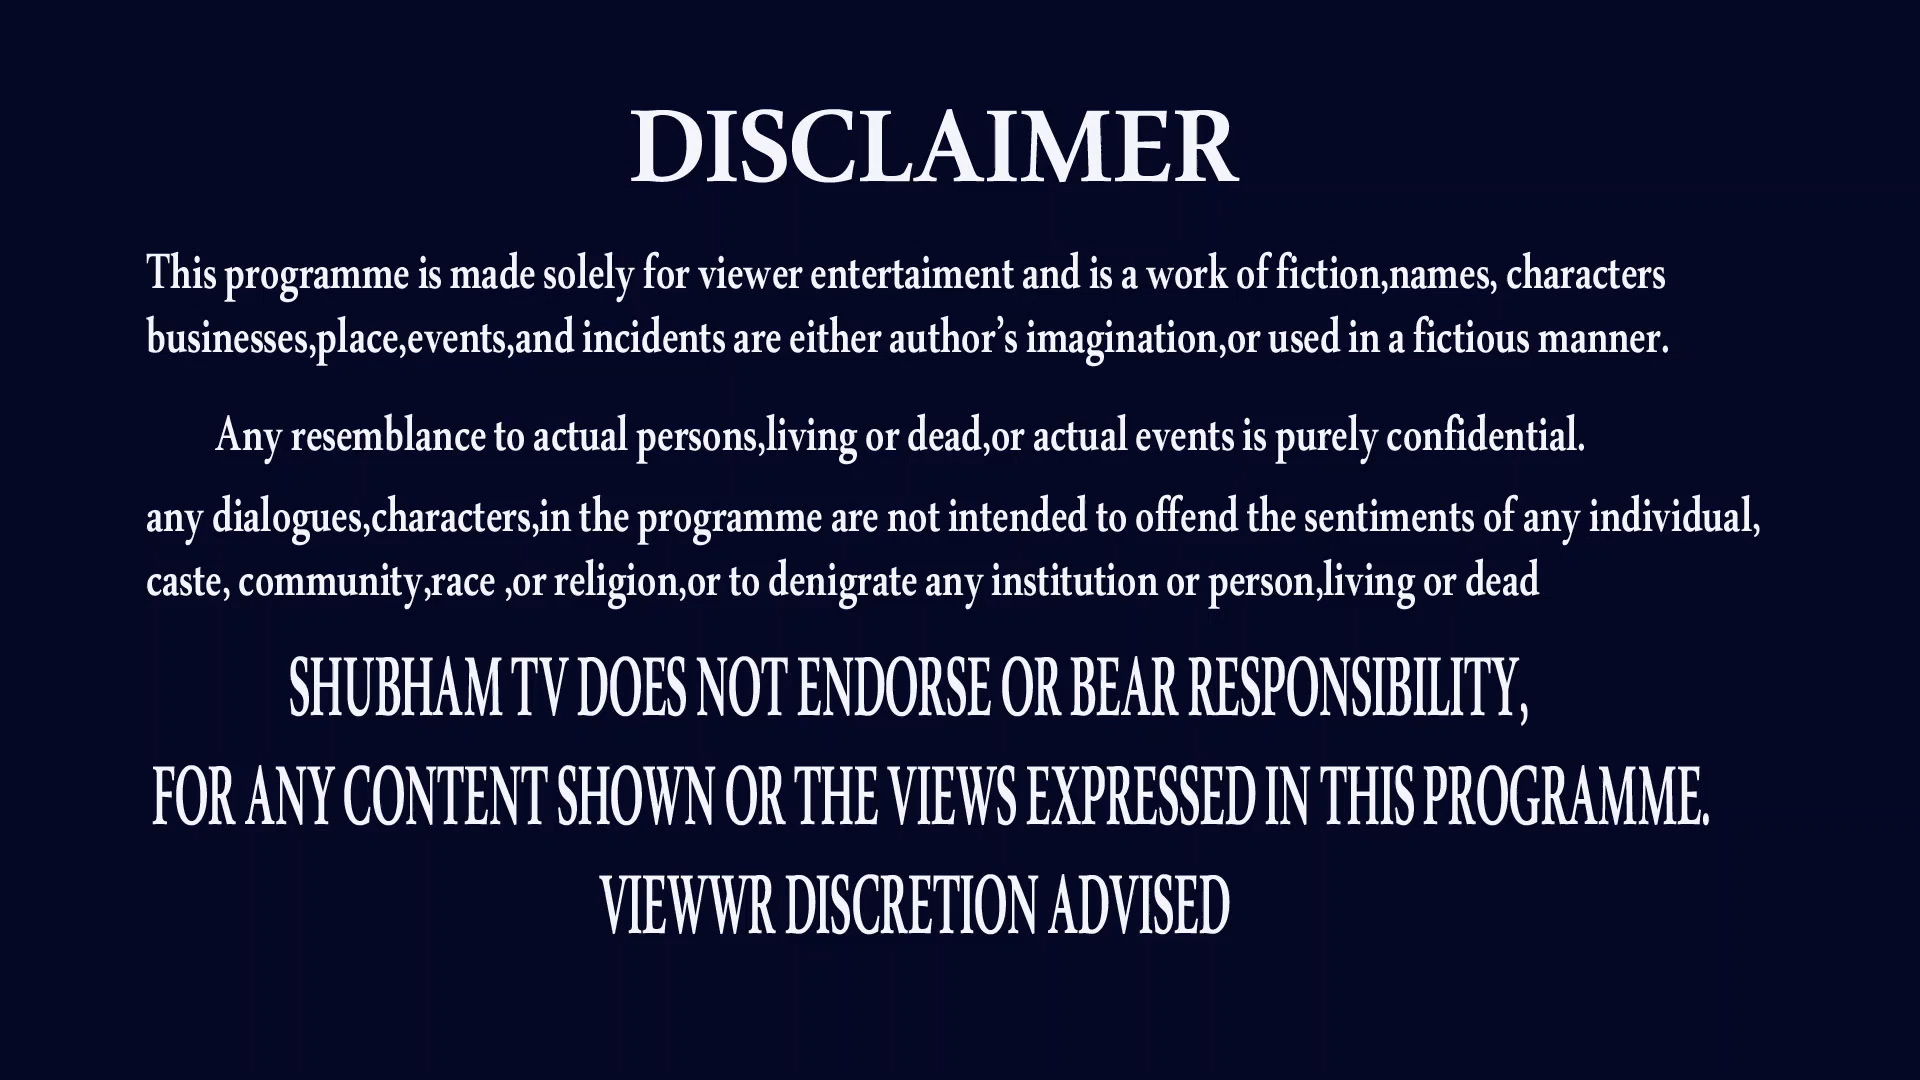 DISCLAIMER
This programme is made solely for viewer entertaiment and is a work of fiction,names, characters
businesses,place,events,and incidents are either author’s imagination,or used in a fictious manner.
Any resemblance to actual persons,living or dead,or actual events is purely confidential.
any dialogues,characters,in the programme are not intended to offend the sentiments of any individual,
caste, community,race ,or religion,or to denigrate any institution or person,living or dead
SHUBHAM TV DOES NOT ENDORSE OR BEAR RESPONSIBILITY,
FOR ANY CONTENT SHOWN OR THE VIEWS EXPRESSED IN THIS PROGRAMME.
VIEWWR DISCRETION ADVISED